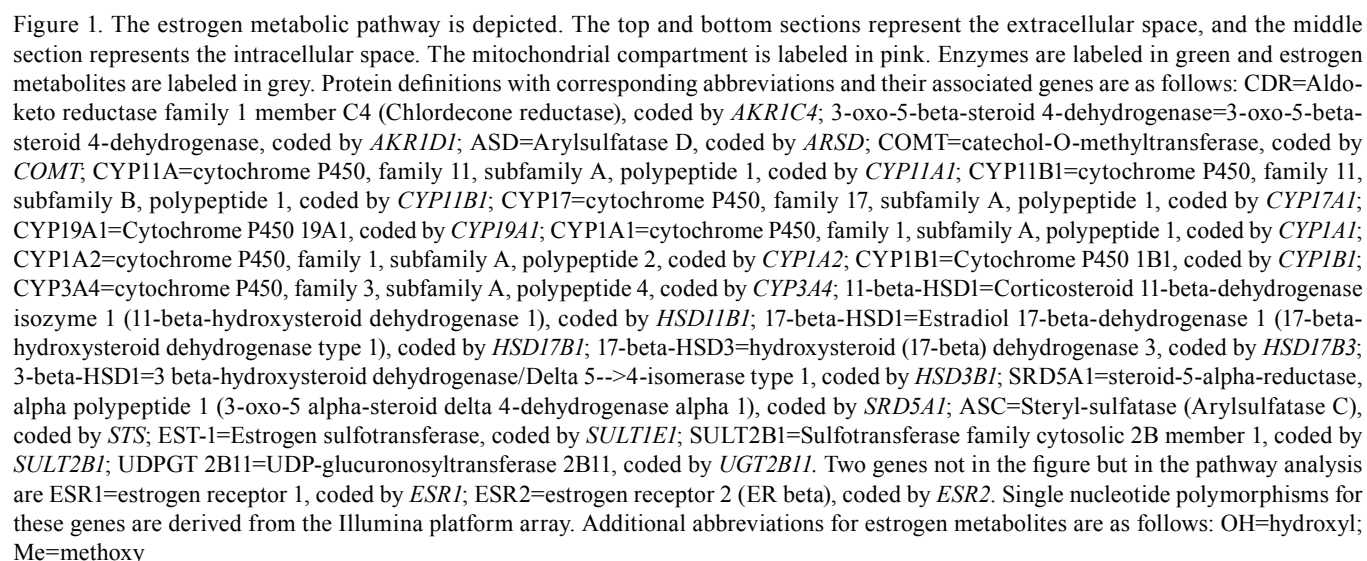 Figure 1. The estrogen metabolic pathway is depicted. The top and bottom sections represent the extracellular space, and the middle
section represents the intracellular space. The mitochondrial compartment is labeled in pink. Enzymes are labeled in green and estrogen
metabolites are labeled in grey. Protein definitions with corresponding abbreviations and their associated genes are as follows: CDR=Aldo-
keto reductase family 1 member C4 (Chlordecone reductase), coded by AKR1C4; 3-oxo-5-beta-steroid 4-dehydrogenase=3-oxo-5-beta-
steroid 4-dehydrogenase, coded by AKR1D1; ASD=Arylsulfatase D, coded by ARSD; COMT=catechol-O-methyltransferase, coded by
COMT; CYP11A=cytochrome P450, family 11, subfamily A, polypeptide 1, coded by CYP11A1; CYP11B1=cytochrome P450, family 11,
subfamily B, polypeptide 1, coded by CYP11B1; CYP17=cytochrome P450, family 17, subfamily A, polypeptide 1, coded by CYP17A1;
CYP19A1=Cytochrome P450 19A1, coded by CYP19A1; CYP1A1=cytochrome P450, family 1, subfamily A, polypeptide 1, coded by CYP1A1;
CYP1A2=cytochrome P450, family 1, subfamily A, polypeptide 2, coded by CYP1A2; CYP1B1=Cytochrome P450 1B1, coded by CYP1B1;
CYP3A4=cytochrome P450, family 3, subfamily A, polypeptide 4, coded by CYP3A4; 11-beta-HSD1=Corticosteroid 11-beta-dehydrogenase
isozyme 1 (11-beta-hydroxysteroid dehydrogenase 1), coded by HSD11B1; 17-beta-HSD1=Estradiol 17-beta-dehydrogenase 1 (17-beta-
hydroxysteroid dehydrogenase type 1), coded by HSD17B1; 17-beta-HSD3=hydroxysteroid (17-beta) dehydrogenase 3, coded by HSD17B3;
3-beta-HSD1=3 beta-hydroxysteroid dehydrogenase/Delta 5-->4-isomerase type 1, coded by HSD3B1; SRD5A1=steroid-5-alpha-reductase,
alpha polypeptide 1 (3-oxo-5 alpha-steroid delta 4-dehydrogenase alpha 1), coded by SRD5A1; ASC=Steryl-sulfatase (Arylsulfatase C),
coded by STS; EST-1=Estrogen sulfotransferase, coded by SULT1E1; SULT2B1=Sulfotransferase family cytosolic 2B member 1, coded by
SULT2B1; UDPGT 2B11=UDP-glucuronosyltransferase 2B11, coded by UGT2B11. Two genes not in the figure but in the pathway analysis
are ESR1=estrogen receptor 1, coded by ESR1; ESR2=estrogen receptor 2 (ER beta), coded by ESR2. Single nucleotide polymorphisms for
these genes are derived from the Illumina platform array. Additional abbreviations for estrogen metabolites are as follows: OH=hydroxyl;
Me=methoxy